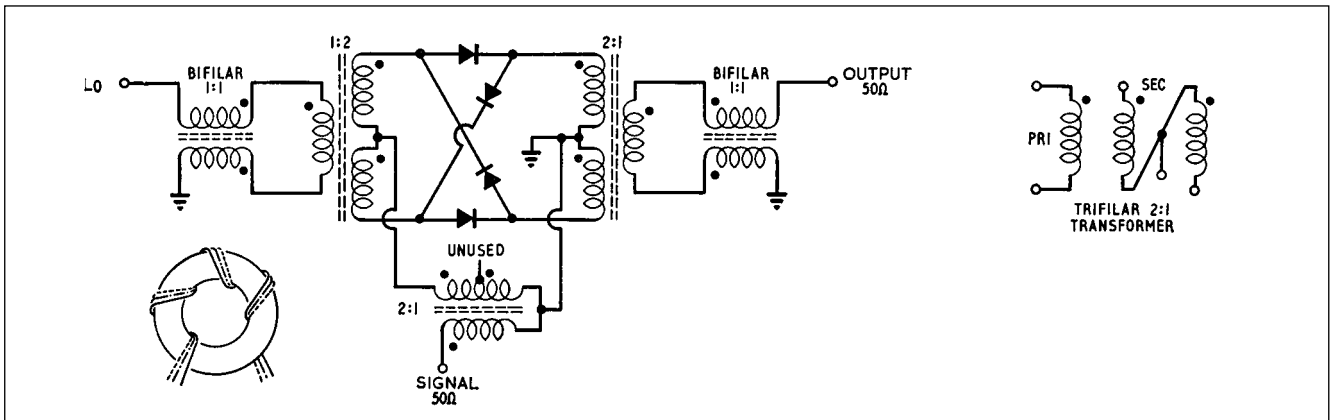 1:2
2:1
BIFILAR
1:1
BIFILAR
1:1
LO
OUTPUT
50Ω
SEC
PRI
UNUSED
TRIFILAR 2:1
TRANSFORMER
2:1
SIGNAL
50Ω